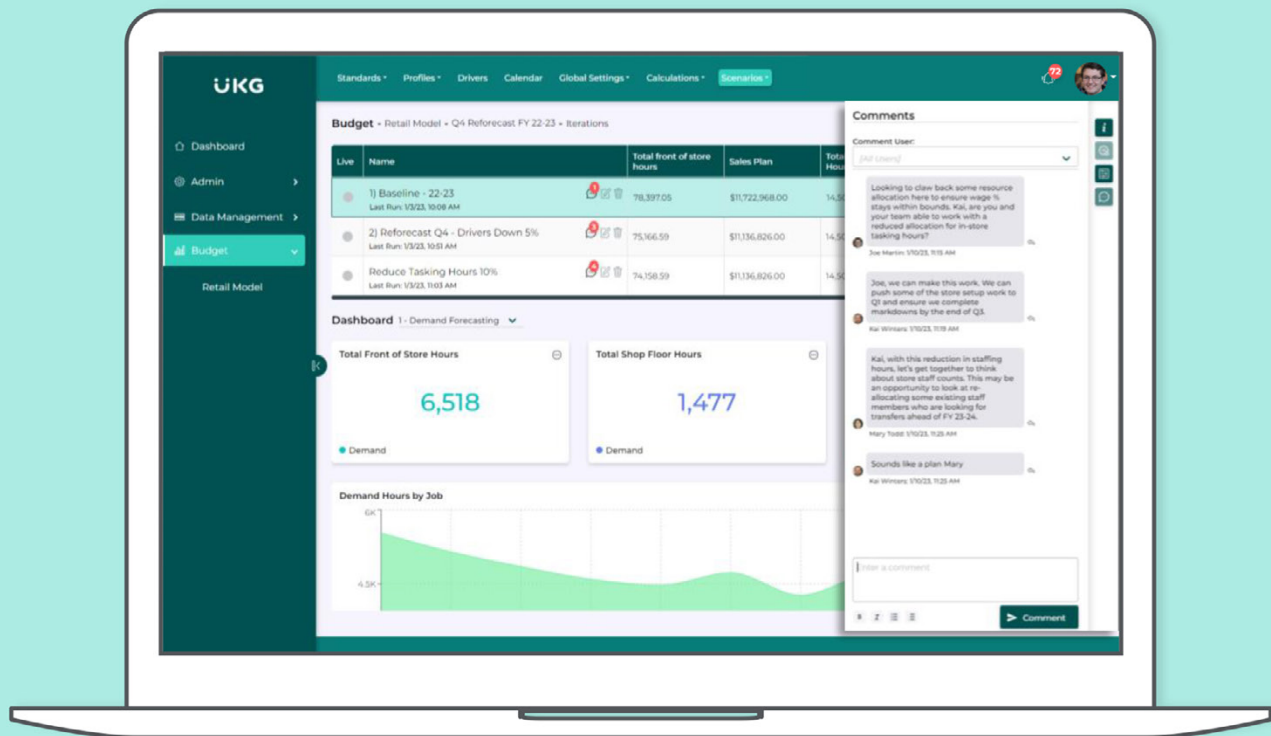 UKG
Standards
Profiles
Drivers
Calendar
Global Settings
Calculations
Scenarios
72
Dashboard
Admin
Data Management
Budget
Retail Model
Budget • Retail Model • Q4 Reforecast FY 22-23 • Iterations
Live
Name
Total front of store
hours
Sales Plan
Tota
Hou
1) Baseline - 22-23
Last Run: 1/3/23, 10:08 AM
1
78,397.05
$11,722,968.00
14.50
2) Reforecast Q4 - Drivers Down 5%
Last Run: 1/3/23, 10:51 AM
3
75,166.59
$11,136,826.00
14.50
Reduce Tasking Hours 10%
Last Run: 1/3/23, 11:03 AM
4
74,158.59
$11,136,826.00
14.50
Dashboard 1 - Demand Forecasting
Total Front of Store Hours
6,518
Demand
Total Shop Floor Hours
1,477
Demand
Demand Hours by Job
6K
4.5K
Comments
Comment User:
[All Users]
Looking to claw back some resource
allocation here to ensure wage %
stays within bounds. Kai, are you and
your team able to work with a
reduced allocation for in-store
tasking hours?
Joe Martin: 1/10/23, 11:15 AM
Joe, we can make this work. We can
push some of the store setup work to
Q1 and ensure we complete
markdowns by the end of Q3.
Kai Winters: 1/10/23, 11:19 AM
Kai, with this reduction in staffing
hours, let's get together to think
about store staff counts. This may be
an opportunity to look at re-
allocating some existing staff
members who are looking for
transfers ahead of FY 23-24.
Mary Todd: 1/10/23, 11:25 AM
Sounds like a plan Mary
Kai Winters: 1/10/23, 11:25 AM
Enter a comment
B
I
Comment